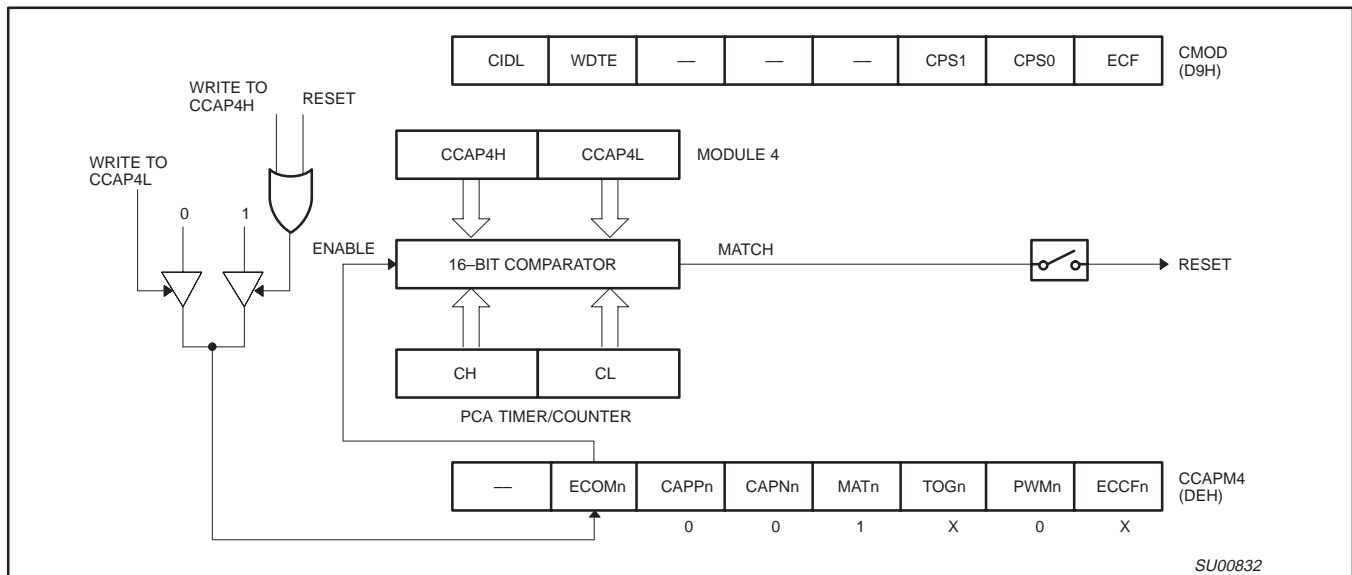 CIDL WDTE — — — CPS1 CPS0 ECF
CMOD
(D9H)
WRITE TO
CCAP4H
RESET
CCAP4H CCAP4L
MODULE 4
WRITE TO
CCAP4L
0 1
ENABLE
16–BIT COMPARATOR
MATCH
RESET
CH CL
PCA TIMER/COUNTER
— ECOMn CAPPn CAPNn MATn TOGn PWMn ECCFn
CCAPM4
(DEH)
0 0 1 X 0 X
SU00832